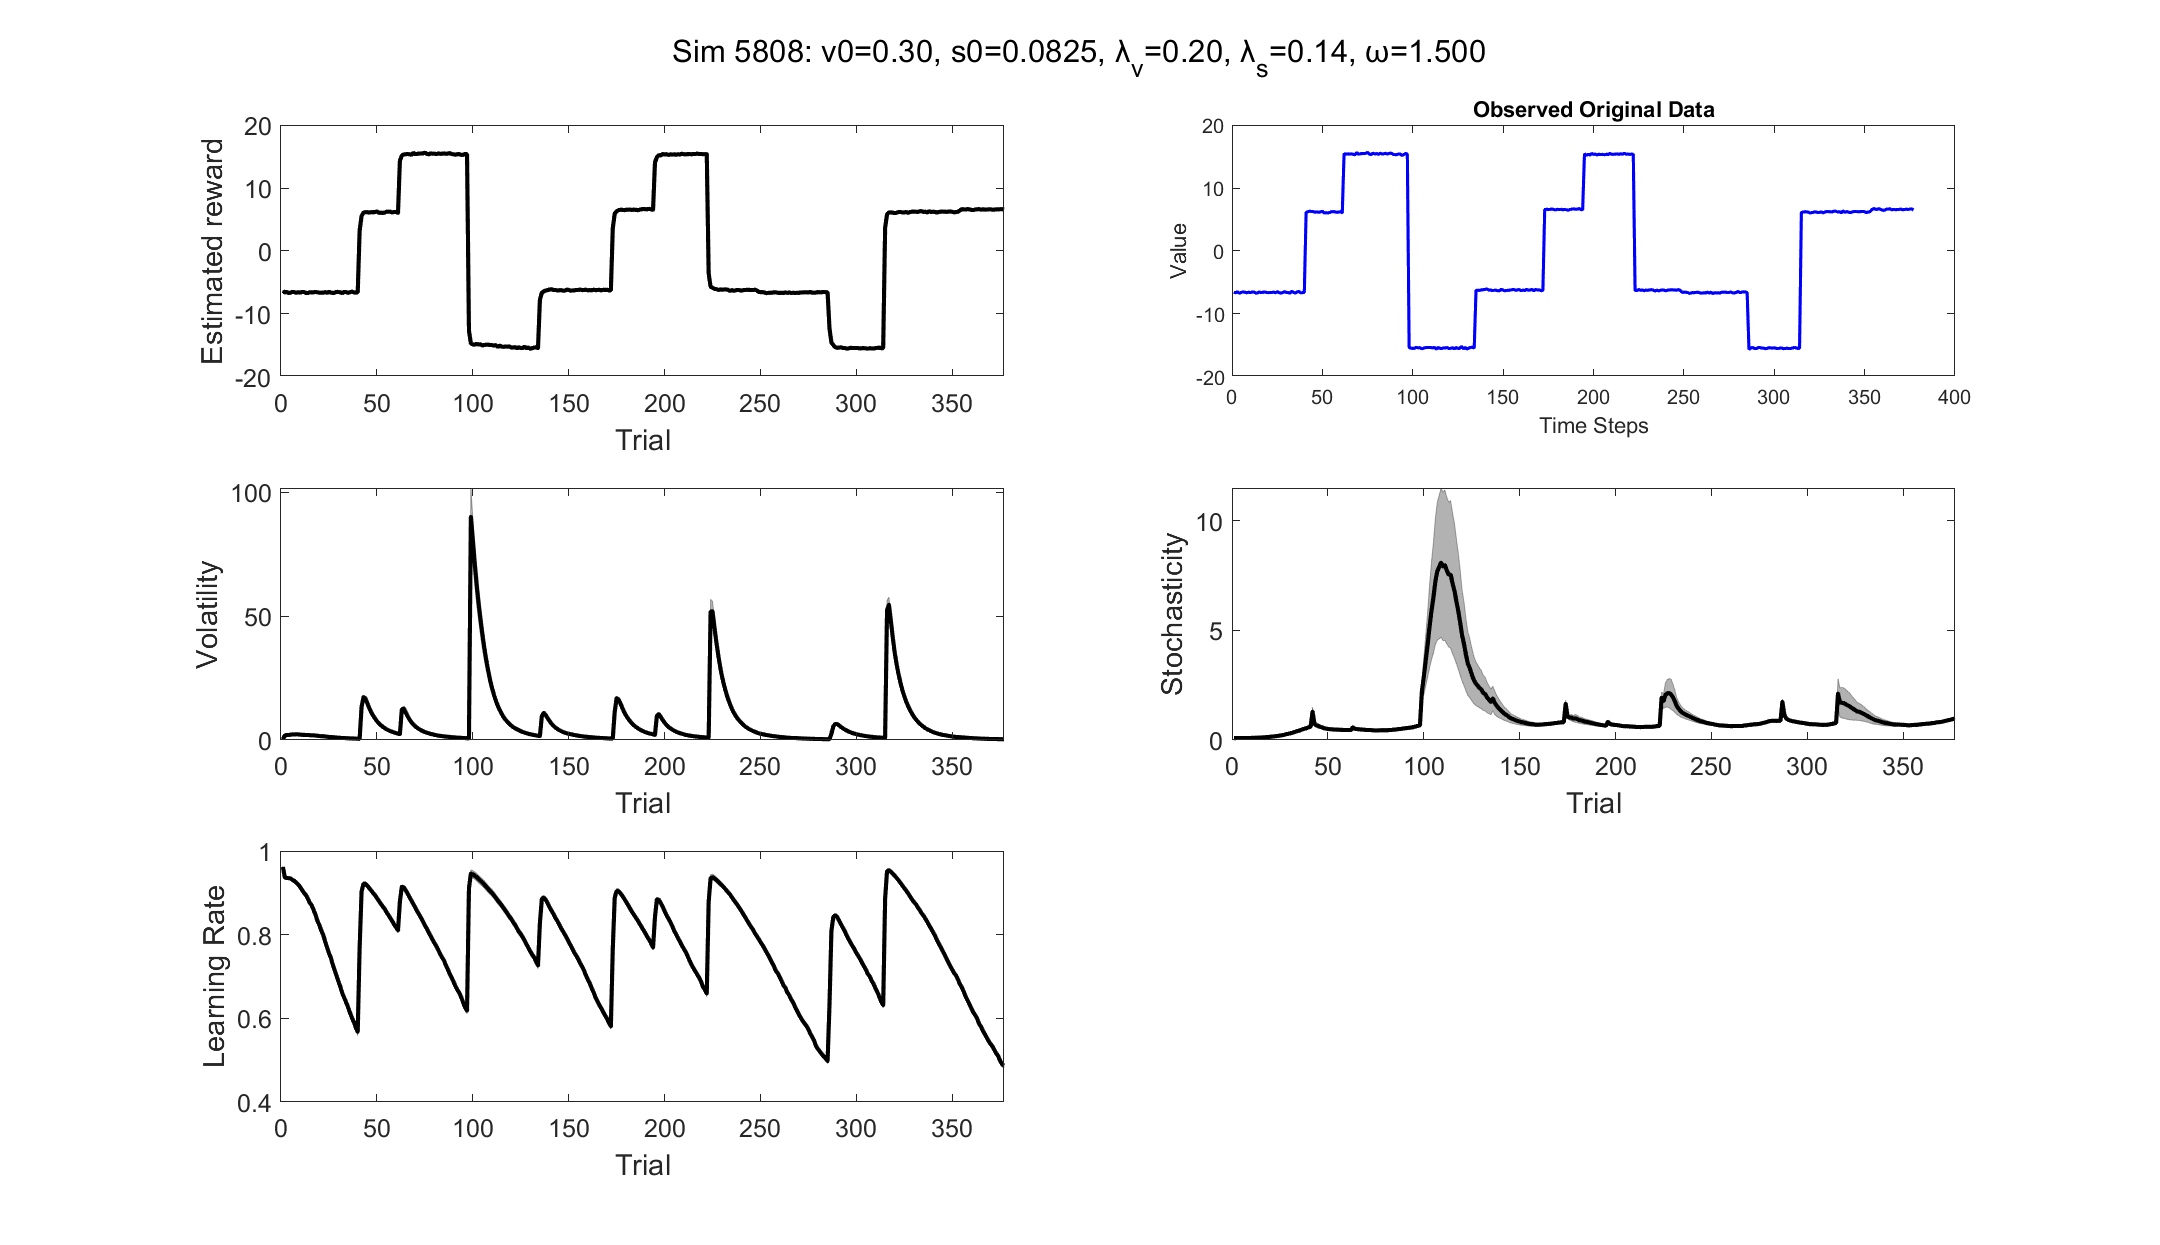 Sim 5808: v0=0.30, s0=0.0825, λ_v=0.20, λ_s=0.14, ω=1.500
Estimated reward
20
10
0
-10
-20
0 50 100 150 200 250 300 350
Trial
Observed Original Data
Value
20
10
0
-10
-20
0 50 100 150 200 250 300 350 400
Time Steps
Volatility
100
50
0
0 50 100 150 200 250 300 350
Trial
Stochasticity
10
5
0
0 50 100 150 200 250 300 350
Trial
Learning Rate
1
0.8
0.6
0.4
0 50 100 150 200 250 300 350
Trial